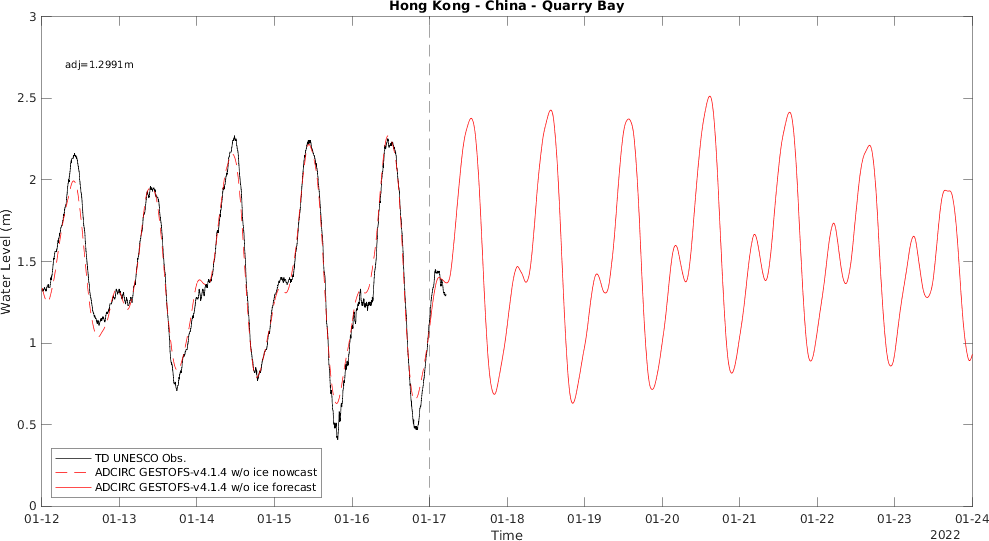 Hong Kong - China - Quarry Bay
adj=1.2991m
Water Level (m)
3
2.5
2
1.5
1
0.5
0
TD UNESCO Obs.
ADCIRC GESTOFS-v4.1.4 w/o ice nowcast
ADCIRC GESTOFS-v4.1.4 w/o ice forecast
01-12 01-13 01-14 01-15 01-16 01-17 01-18 01-19 01-20 01-21 01-22 01-23 01-24
Time
2022